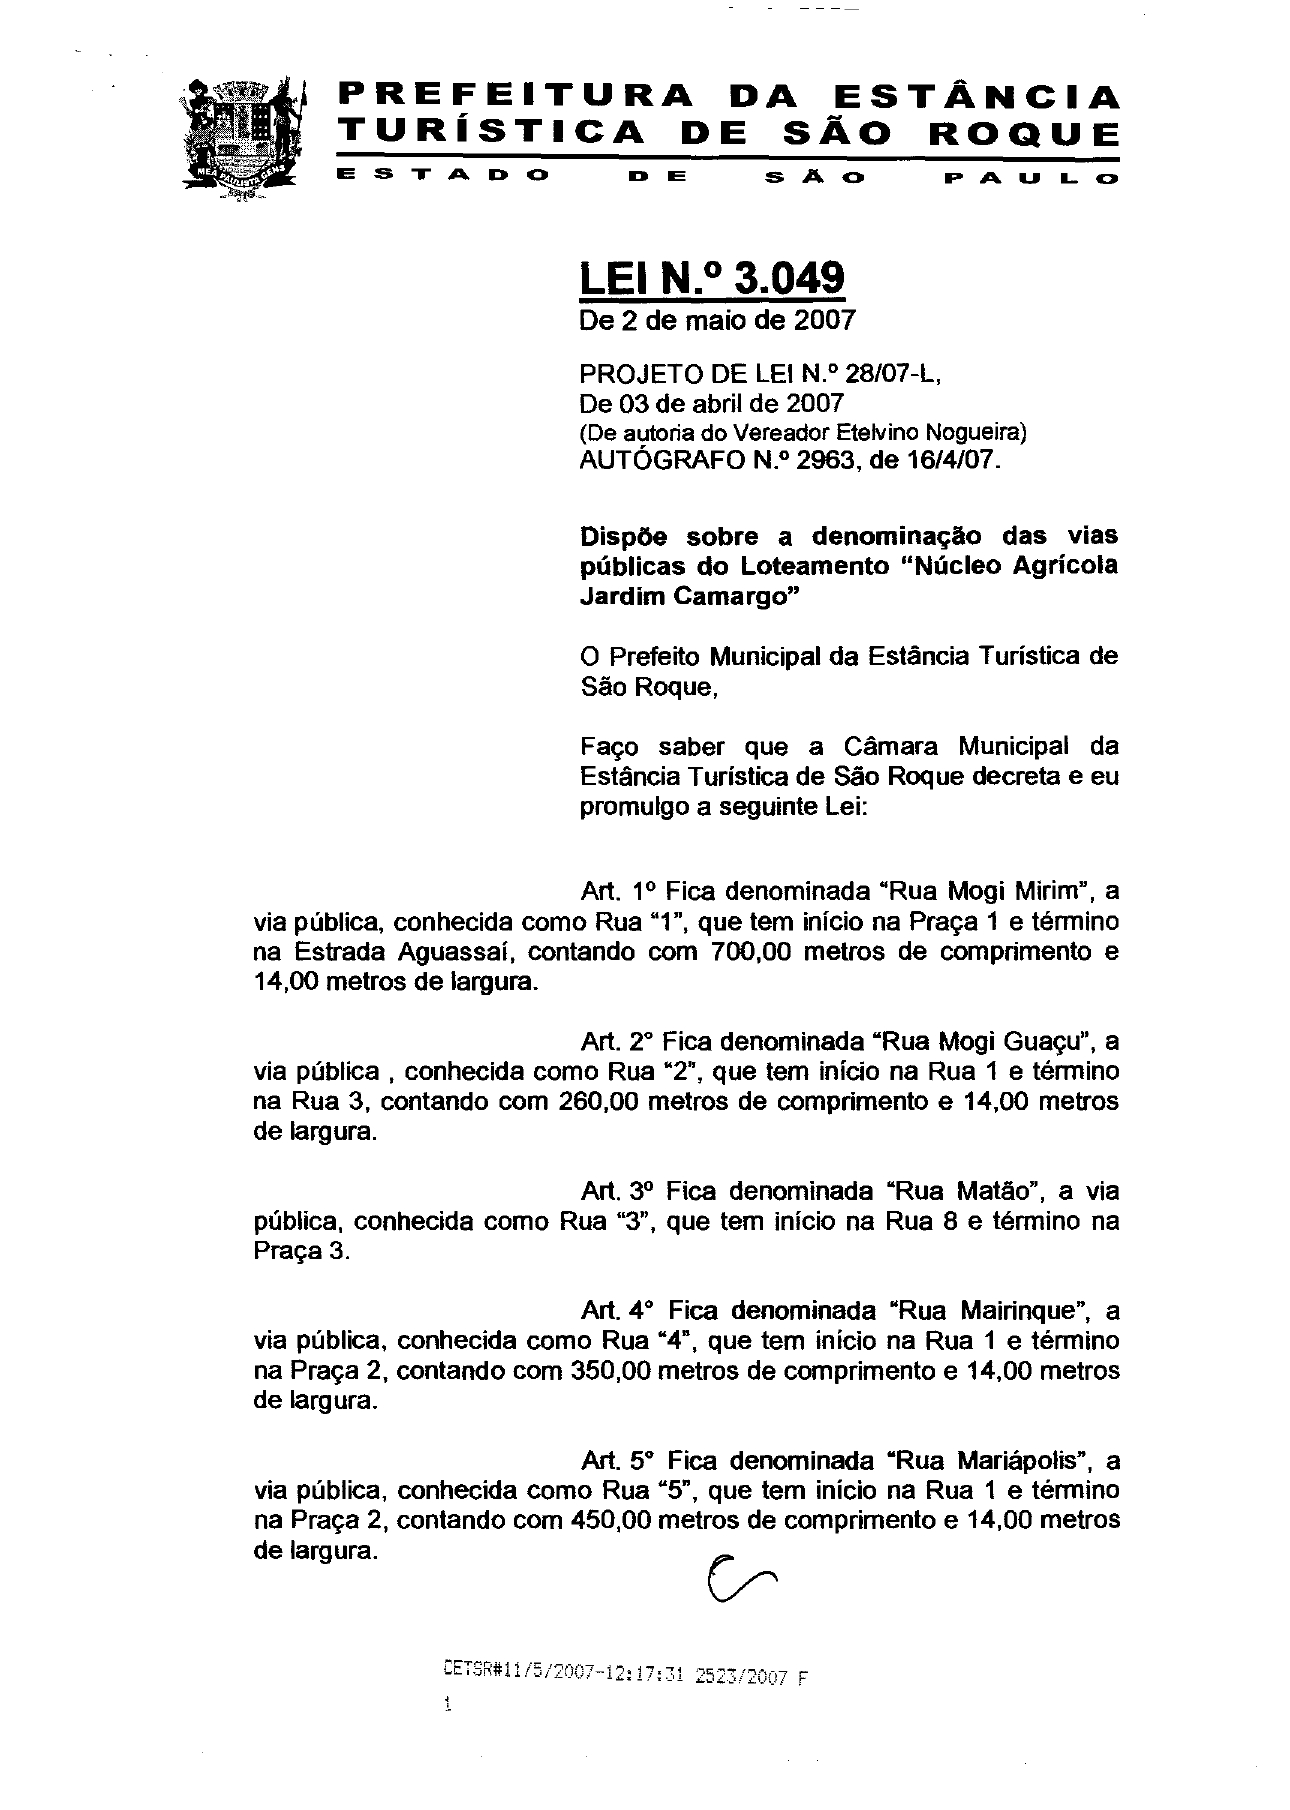 PREFEITURA DA ESTÂNCIA
TURÍSTICA DE SÃO ROQUE
ESTADO DE SÃO PAULO
LEI N.º 3.049
De 2 de maio de 2007
PROJETO DE LEI N.º 28/07-L,
De 03 de abril de 2007
(De autoria do Vereador Etelvino Nogueira)
AUTÓGRAFO N.º 2963, de 16/4/07.
Dispõe sobre a denominação das vias
públicas do Loteamento “Núcleo Agrícola
Jardim Camargo”
O Prefeito Municipal da Estância Turística de
São Roque,
Faço saber que a Câmara Municipal da
Estância Turística de São Roque decreta e eu
promulgo a seguinte Lei:
Art. 1º Fica denominada “Rua Mogi Mirim”, a
via pública, conhecida como Rua “1”, que tem início na Praça 1 e término
na Estrada Aguassaí, contando com 700,00 metros de comprimento e
14,00 metros de largura.
Art. 2° Fica denominada “Rua Mogi Guaçu”, a
via pública , conhecida como Rua “2”, que tem início na Rua 1 e término
na Rua 3, contando com 260,00 metros de comprimento e 14,00 metros
de largura.
Art. 3º Fica denominada “Rua Matão”, a via
pública, conhecida como Rua “3”, que tem início na Rua 8 e término na
Praça 3.
Art. 4° Fica denominada “Rua Mairinque”, a
via pública, conhecida como Rua “4”, que tem início na Rua 1 e término
na Praça 2, contando com 350,00 metros de comprimento e 14,00 metros
de largura.
Art. 5° Fica denominada “Rua Mariápolis”, a
via pública, conhecida como Rua “5”, que tem início na Rua 1 e término
na Praça 2, contando com 450,00 metros de comprimento e 14,00 metros
de largura.
CETSR#11/5/2007-12:17:31 2523/2007 F
1